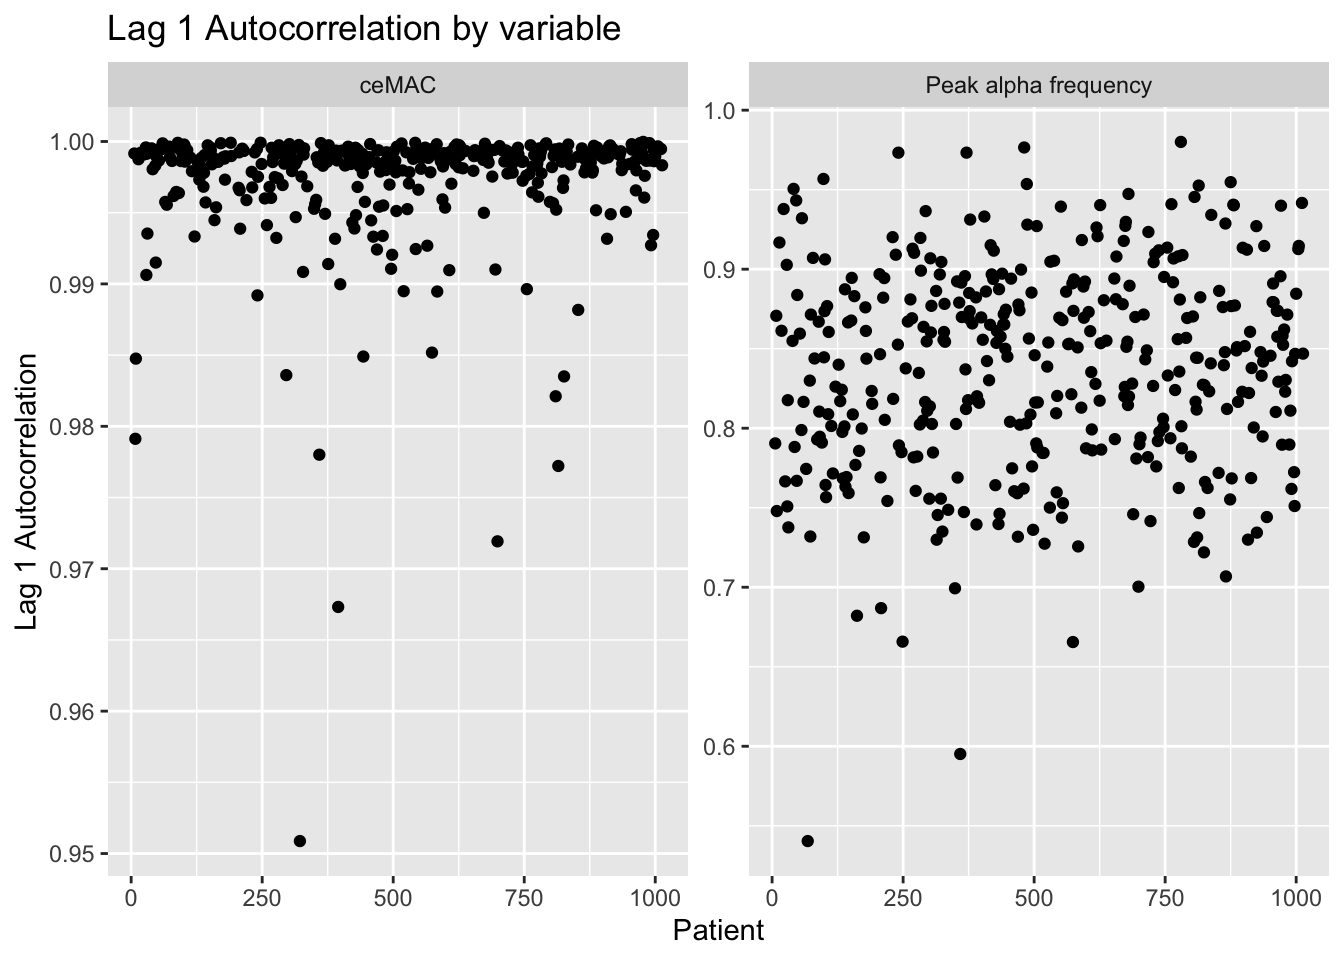 Lag 1 Autocorrelation by variable
ceMAC
Peak alpha frequency
Lag 1 Autocorrelation
1.00
0.99
0.98
0.97
0.96
0.95
1.0
0.9
0.8
0.7
0.6
0 250 500 750 1000
0 250 500 750 1000
Patient